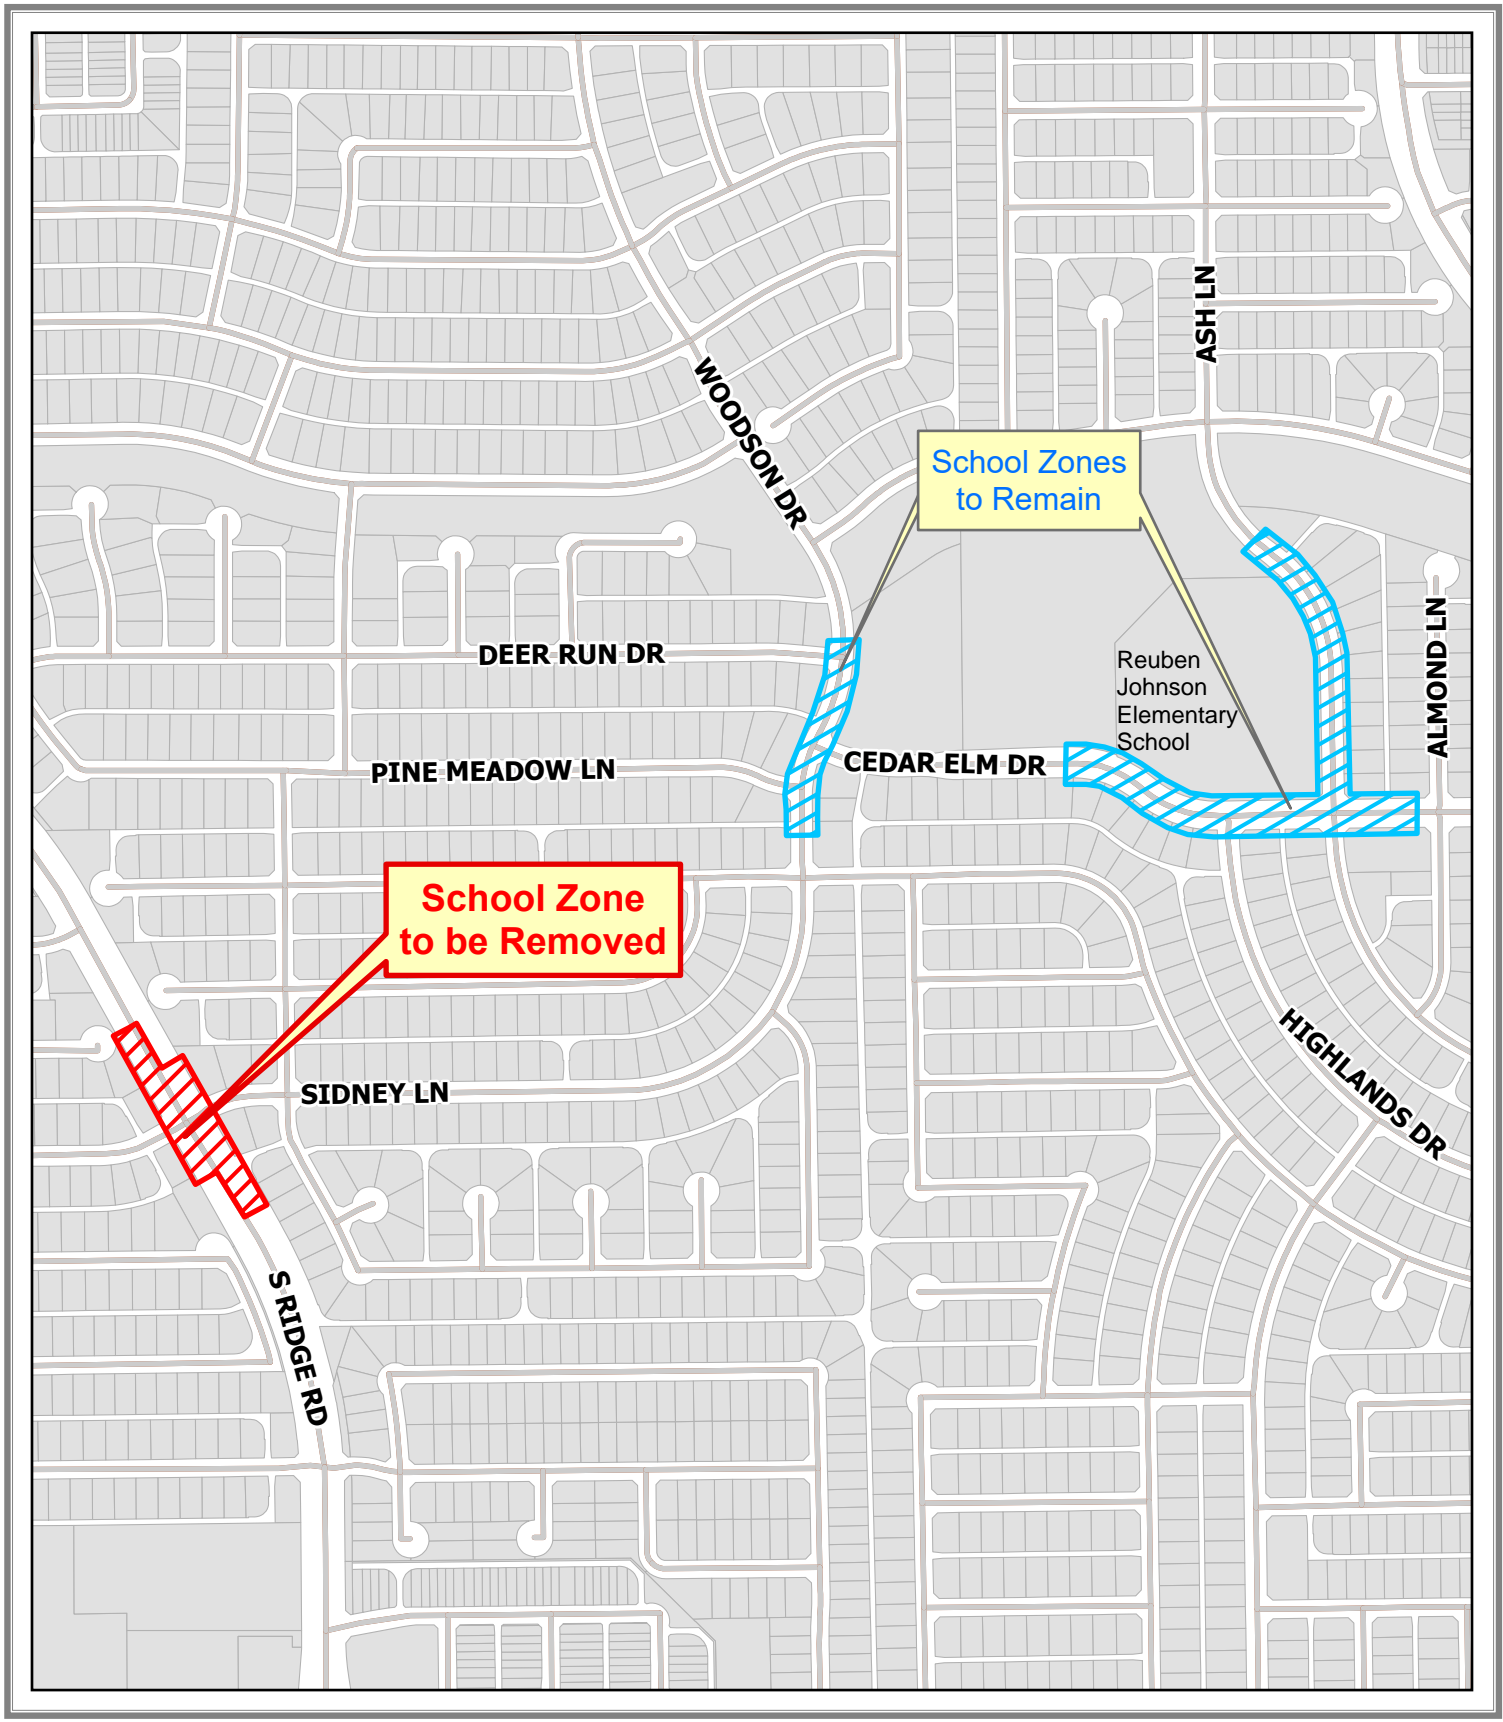 ASH LN
WOODSON DR
School Zones
to Remain
ALMOND LN
DEER RUN DR
Reuben
Johnson
Elementary
School
CEDAR ELM DR
PINE MEADOW LN
School Zone
to be Removed
HIGHLANDS DR
SIDNEY LN
S RIDGE RD